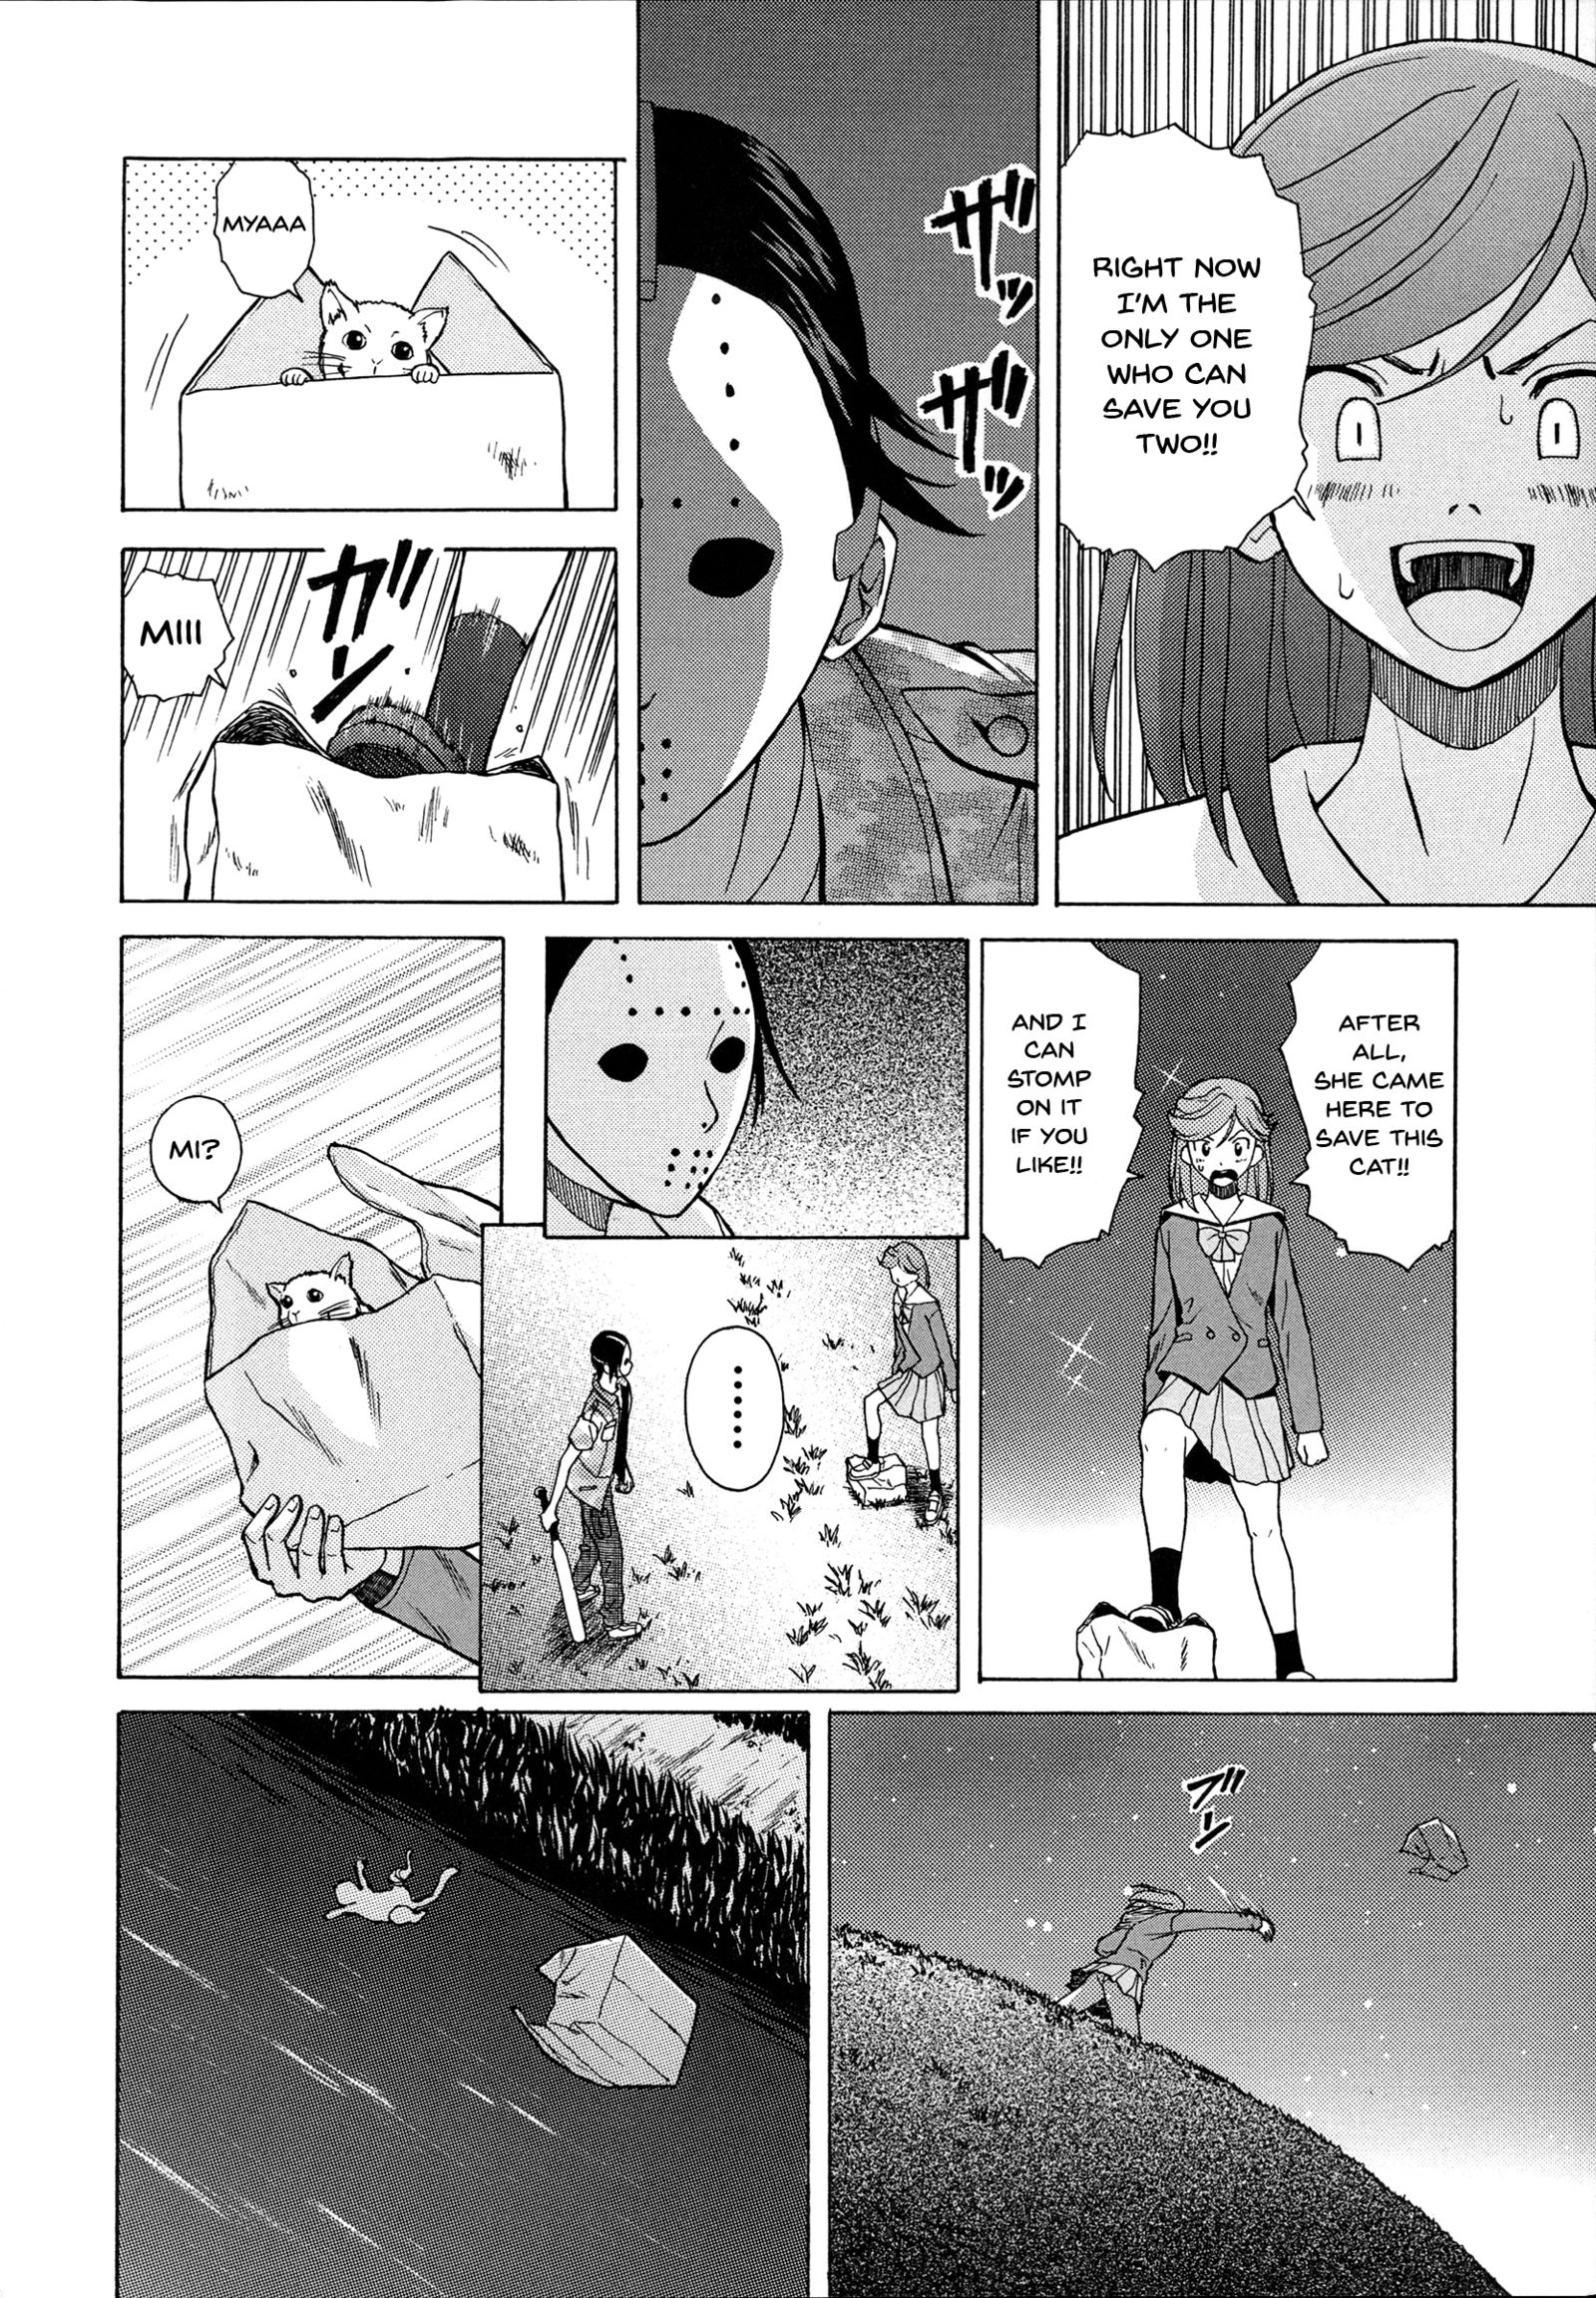 RIGHT NOW
I'M THE
ONLY ONE
WHO CAN
SAVE YOU
TWO!!
ザッ
ザッ
MYAAA
MIII
ガン
AFTER
ALL,
SHE CAME
HERE TO
SAVE THIS
CAT!!
AND I
CAN
STOMP
ON IT
IF YOU
LIKE!!
......
MI?
ブン